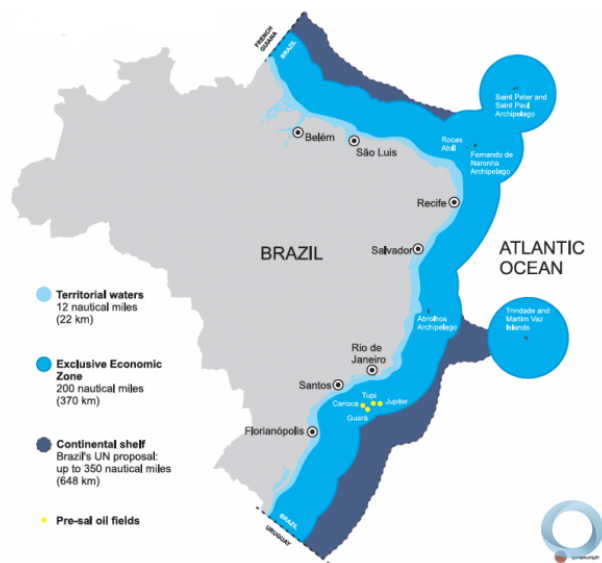 FRENCH
GUIANA
BRAZIL
Saint Peter and
Saint Paul
Archipelago
Belém
São Luis
Rocas
Atoll
Fernando de
Naronha
Archipelago
Recife
BRAZIL
Salvador
ATLANTIC
OCEAN
Territorial waters
12 nautical miles
(22 km)
Abrolhos
Archipelago
Trindade and
Martim Vaz
Islands
Rio de
Janeiro
Exclusive Economic
Zone
200 nautical miles
(370 km)
Santos
Tupi
Carioca
Jupiter
Guará
Florianópolis
Continental shelf
Brazil's UN proposal:
up to 350 nautical miles
(648 km)
Pre-sal oil fields
BRAZIL
URUGUAY